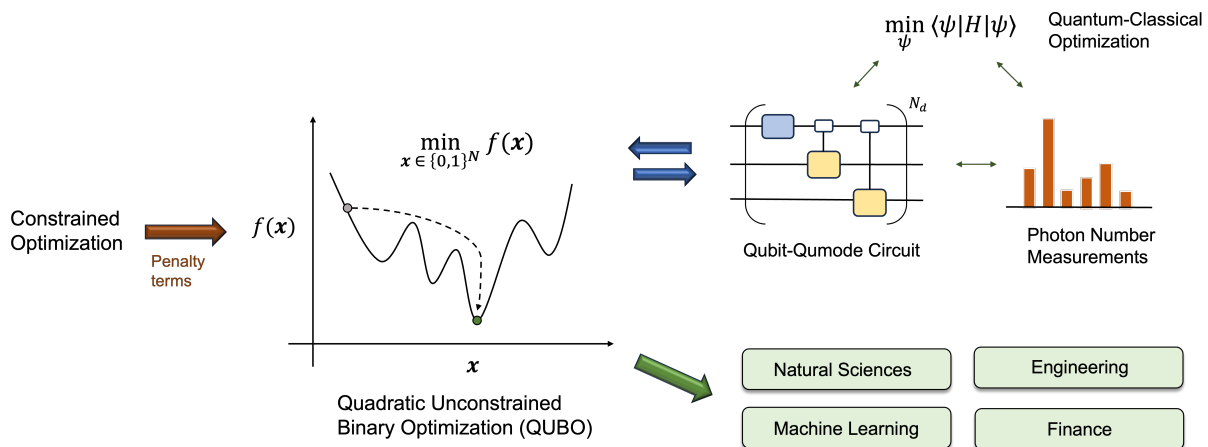 Constrained
Optimization
Penalty
terms
min f(x)
x ∈ {0,1}^N
f(x)
x
Quadratic Unconstrained
Binary Optimization (QUBO)
min ⟨ψ|H|ψ⟩
ψ
Quantum-Classical
Optimization
N_d
Qubit-Qumode Circuit
Photon Number
Measurements
Natural Sciences
Engineering
Machine Learning
Finance